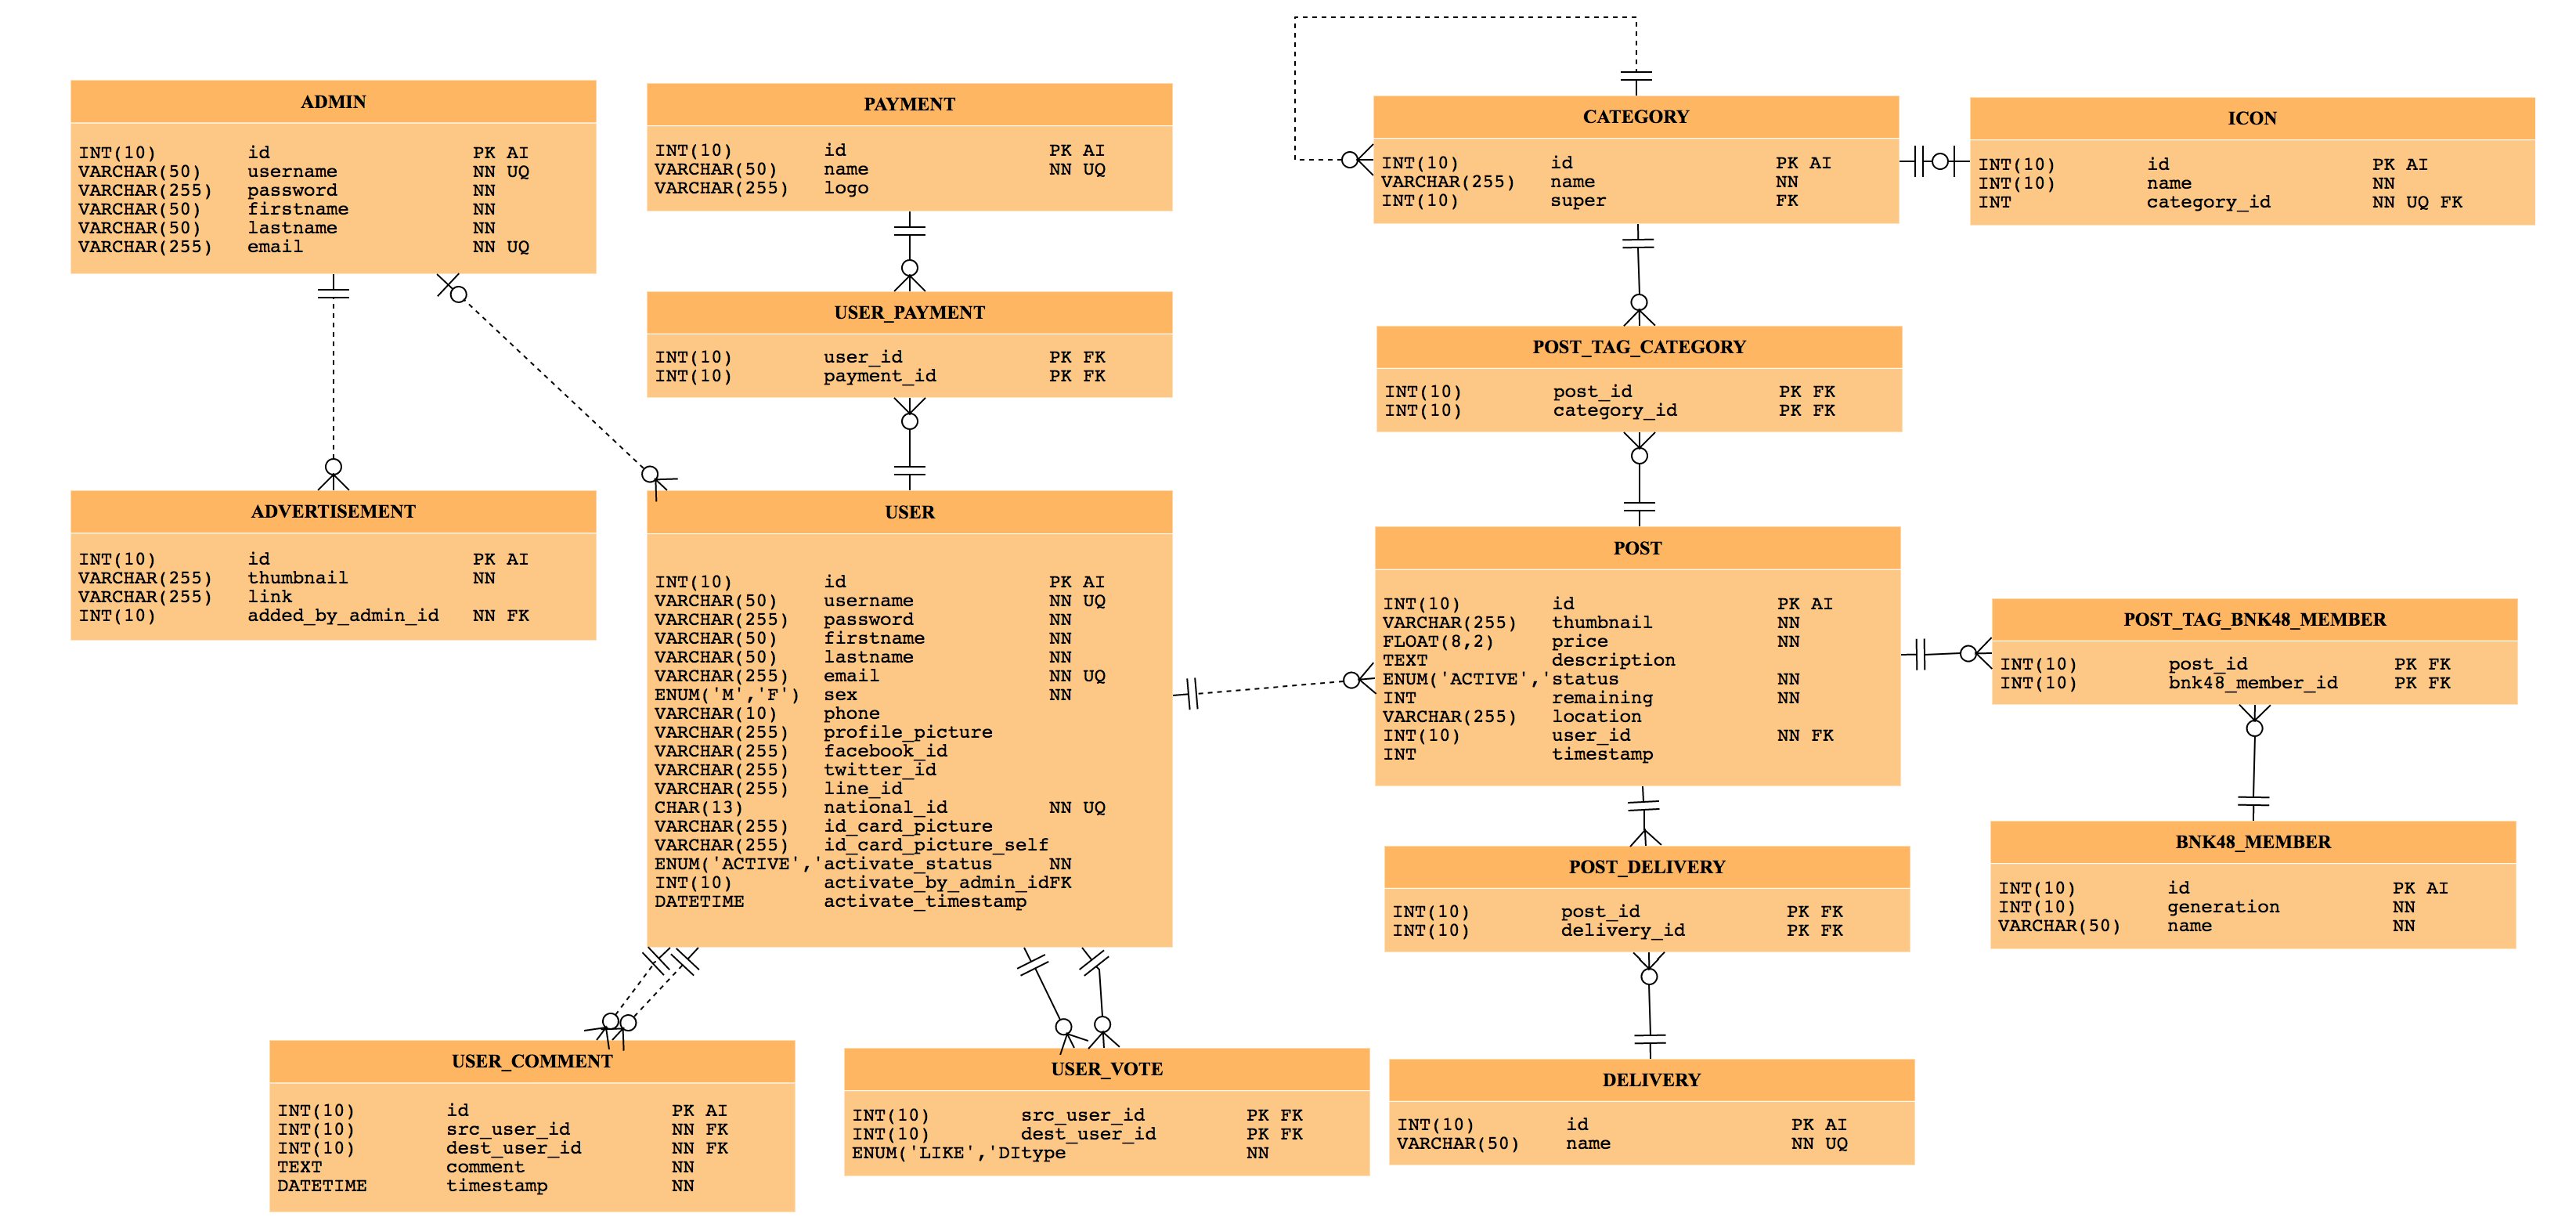 ADMIN
INT(10) id PK AI
VARCHAR(50) username NN UQ
VARCHAR(255) password NN
VARCHAR(50) firstname NN
VARCHAR(50) lastname NN
VARCHAR(255) email NN UQ
PAYMENT
INT(10) id PK AI
VARCHAR(50) name NN UQ
VARCHAR(255) logo
CATEGORY
INT(10) id PK AI
VARCHAR(255) name NN
INT(10) super FK
ICON
INT(10) id PK AI
INT(10) name NN
INT category_id NN UQ FK
USER_PAYMENT
INT(10) user_id PK FK
INT(10) payment_id PK FK
POST_TAG_CATEGORY
INT(10) post_id PK FK
INT(10) category_id PK FK
ADVERTISEMENT
INT(10) id PK AI
VARCHAR(255) thumbnail NN
VARCHAR(255) link
INT(10) added_by_admin_id NN FK
USER
INT(10) id PK AI
VARCHAR(50) username NN UQ
VARCHAR(255) password NN
VARCHAR(50) firstname NN
VARCHAR(50) lastname NN
VARCHAR(255) email NN UQ
ENUM('M','F') sex NN
VARCHAR(10) phone
VARCHAR(255) profile_picture
VARCHAR(255) facebook_id
VARCHAR(255) twitter_id
VARCHAR(255) line_id
CHAR(13) national_id NN UQ
VARCHAR(255) id_card_picture
VARCHAR(255) id_card_picture_self
ENUM('ACTIVE','activate_status NN
INT(10) activate_by_admin_idFK
DATETIME activate_timestamp
POST
INT(10) id PK AI
VARCHAR(255) thumbnail NN
FLOAT(8,2) price NN
TEXT description
ENUM('ACTIVE','status NN
INT remaining NN
VARCHAR(255) location
INT(10) user_id NN FK
INT timestamp
POST_TAG_BNK48_MEMBER
INT(10) post_id PK FK
INT(10) bnk48_member_id PK FK
POST_DELIVERY
INT(10) post_id PK FK
INT(10) delivery_id PK FK
BNK48_MEMBER
INT(10) id PK AI
INT(10) generation NN
VARCHAR(50) name NN
USER_COMMENT
INT(10) id PK AI
INT(10) src_user_id NN FK
INT(10) dest_user_id NN FK
TEXT comment NN
DATETIME timestamp NN
USER_VOTE
INT(10) src_user_id PK FK
INT(10) dest_user_id PK FK
ENUM('LIKE','DItype NN
DELIVERY
INT(10) id PK AI
VARCHAR(50) name NN UQ